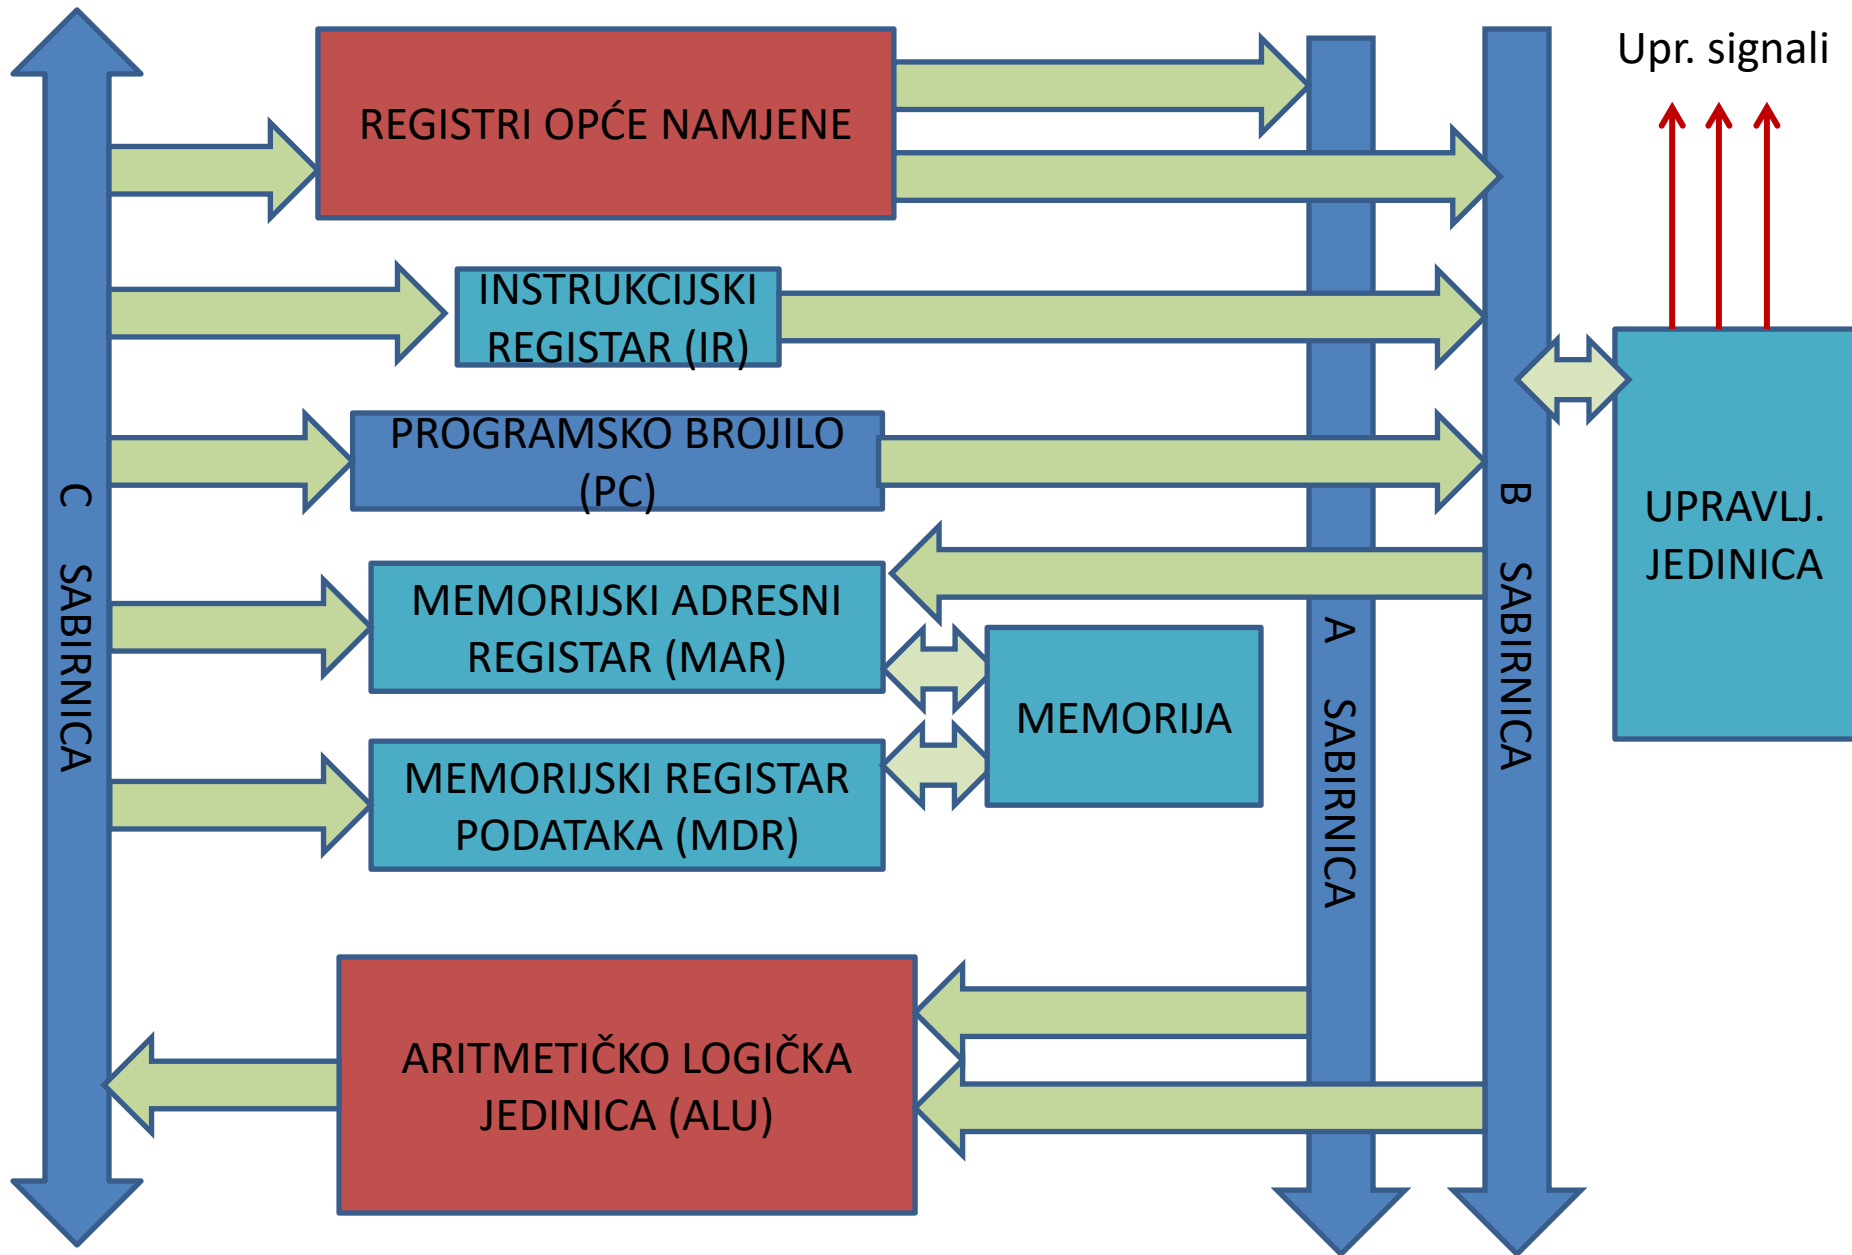 Upr. signali
REGISTRI OPĆE NAMJENE
INSTRUKCIJSKI
REGISTAR (IR)
PROGRAMSKO BROJILO
(PC)
C SABIRNICA
B SABIRNICA
UPRAVLJ.
JEDINICA
MEMORIJSKI ADRESNI
REGISTAR (MAR)
A SABIRNICA
MEMORIJA
MEMORIJSKI REGISTAR
PODATAKA (MDR)
ARITMETIČKO LOGIČKA
JEDINICA (ALU)